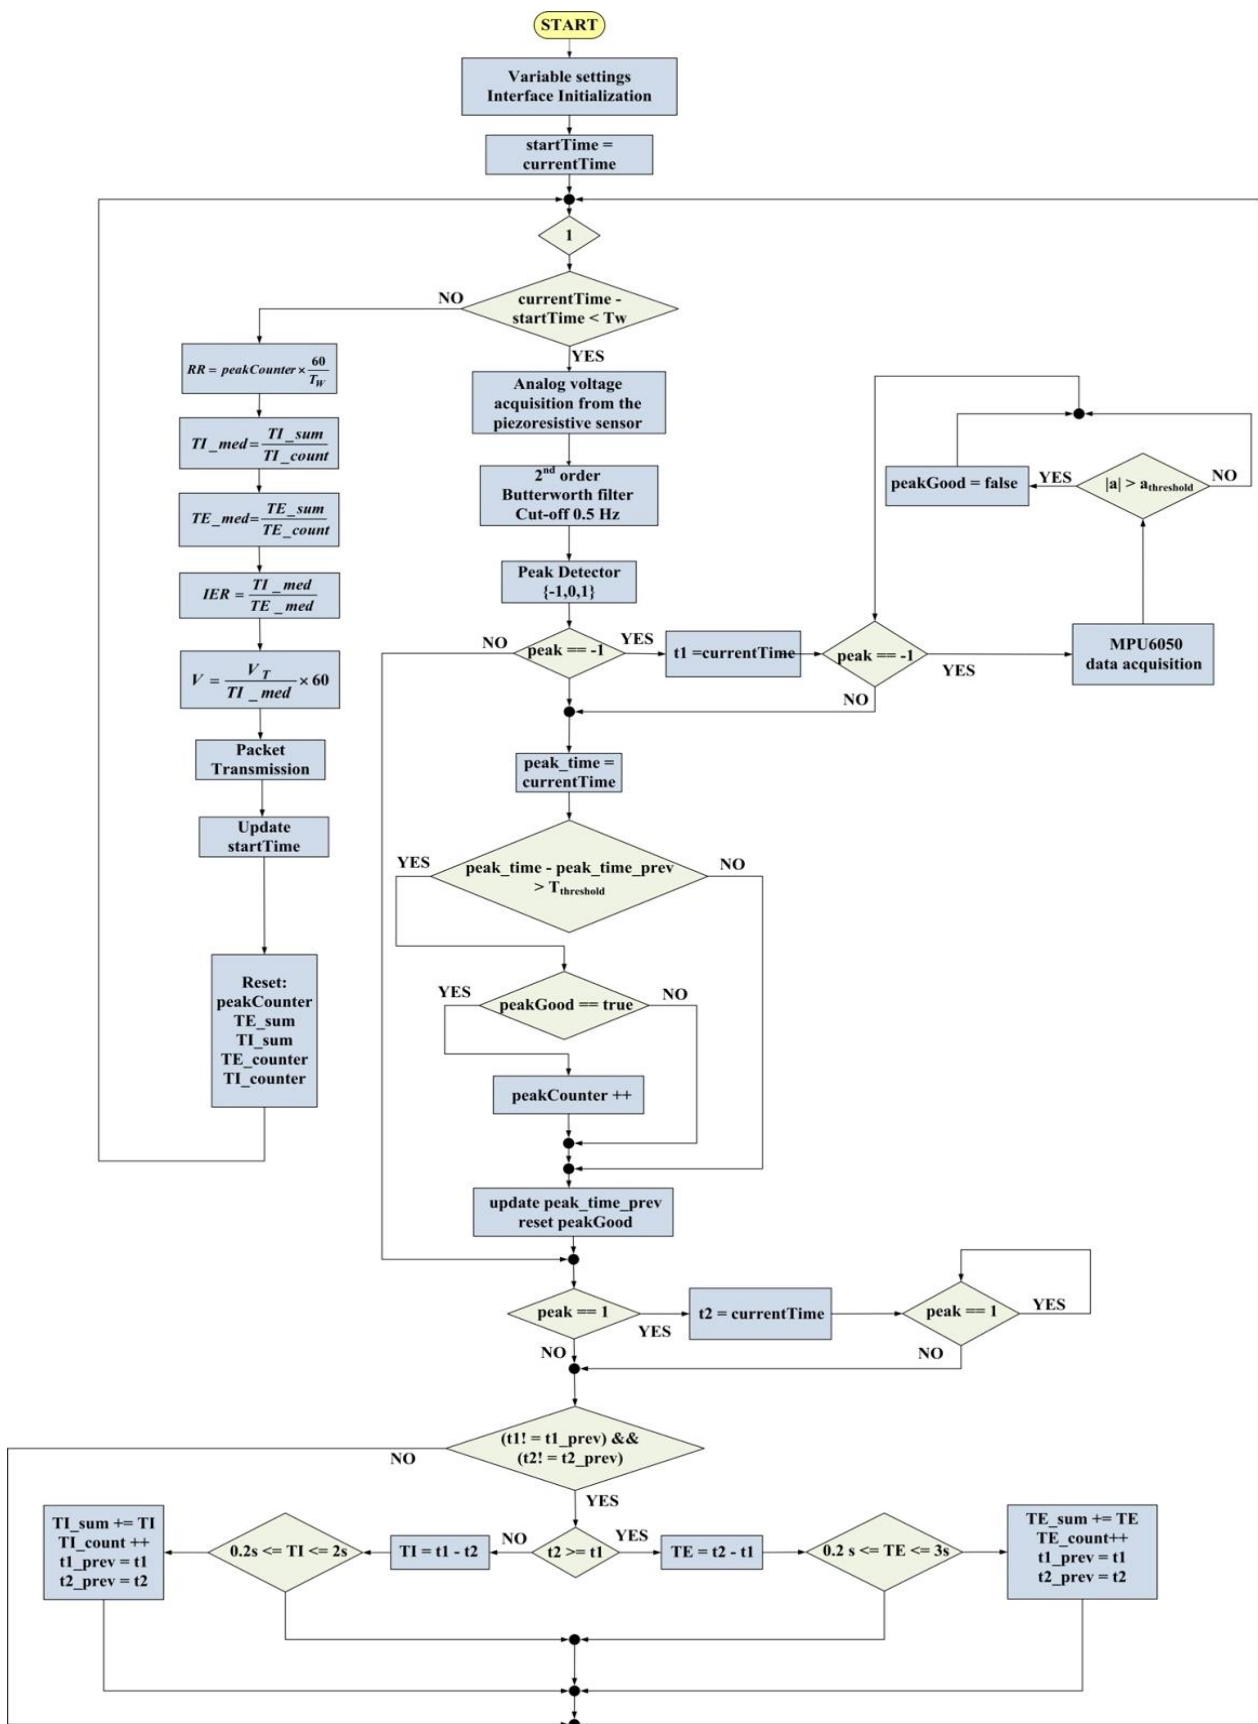 START
Variable settings
Interface Initialization
startTime =
currentTime
1
currentTime -
startTime < Tw
NO
YES
RR = peakCounter × 60 / T_W
TI_med = TI_sum / TI_count
TE_med = TE_sum / TE_count
IER = TI_med / TE_med
V = V_T / TI_med × 60
Packet
Transmission
Update
startTime
Reset:
peakCounter
TE_sum
TI_sum
TE_counter
TI_counter
Analog voltage
acquisition from the
piezoresistive sensor
2nd order
Butterworth filter
Cut-off 0.5 Hz
Peak Detector
{-1,0,1}
NO
peak == -1
YES
t1 =currentTime
peak == -1
YES
NO
MPU6050
data acquisition
|a| > athreshold
YES
NO
peakGood = false
peak_time =
currentTime
YES
peak_time - peak_time_prev
> Tthreshold
NO
YES
peakGood == true
NO
peakCounter ++
update peak_time_prev
reset peakGood
peak == 1
YES
NO
t2 = currentTime
peak == 1
YES
NO
(t1! = t1_prev) &&
(t2! = t2_prev)
NO
YES
t2 >= t1
NO
YES
TI = t1 - t2
0.2s <= TI <= 2s
TI_sum += TI
TI_count ++
t1_prev = t1
t2_prev = t2
TE = t2 - t1
0.2 s <= TE <= 3s
TE_sum += TE
TE_count++
t1_prev = t1
t2_prev = t2